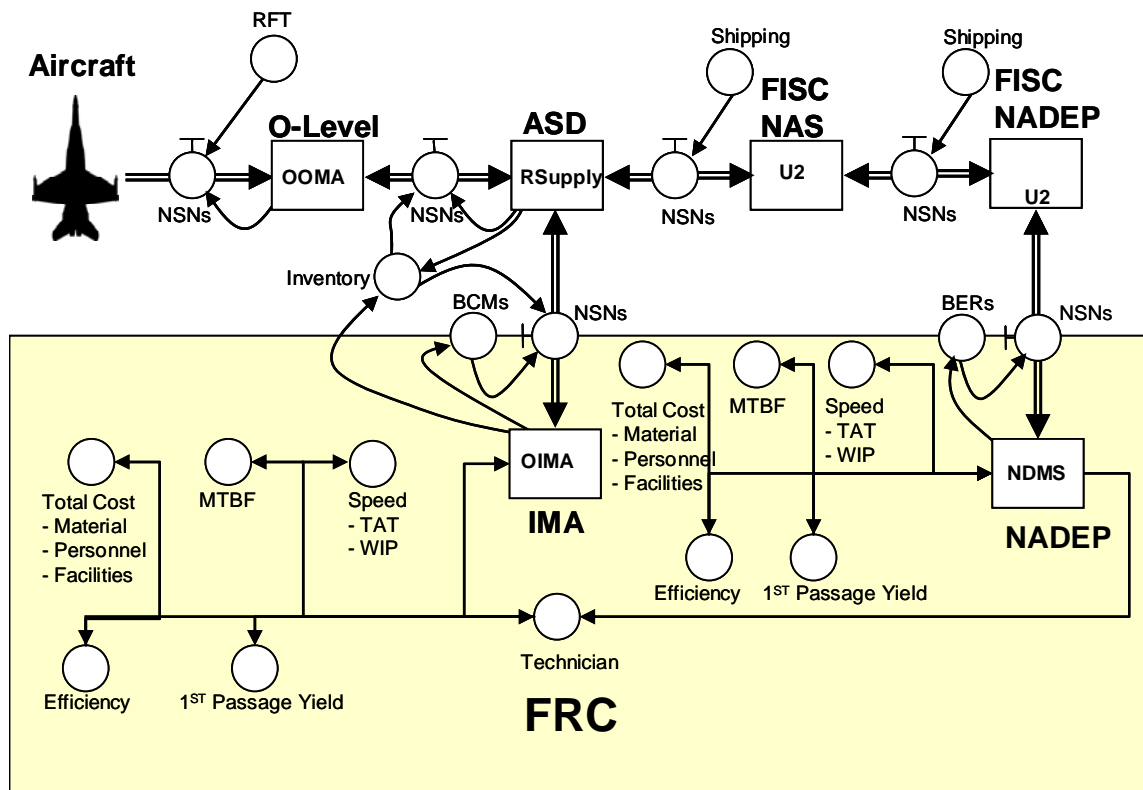 RFT
Shipping
Shipping
Aircraft
FISC
NAS
FISC
NADEP
O-Level
ASD
OOMA
RSupply
U2
U2
NSNs
NSNs
NSNs
NSNs
Inventory
BCMs
NSNs
BERs
NSNs
Total Cost
- Material
- Personnel
- Facilities
MTBF
Speed
- TAT
- WIP
OIMA
IMA
NDMS
NADEP
Total Cost
- Material
- Personnel
- Facilities
MTBF
Speed
- TAT
- WIP
Efficiency
1ST Passage Yield
Technician
Efficiency
1ST Passage Yield
FRC